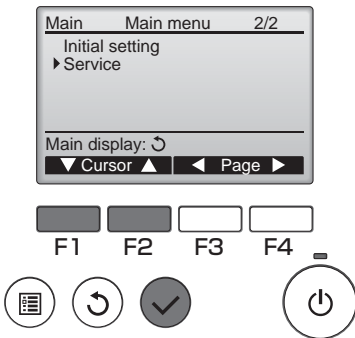 Main Main menu 2/2
Initial setting
Service
Main display:
Cursor Page
F1 F2 F3 F4